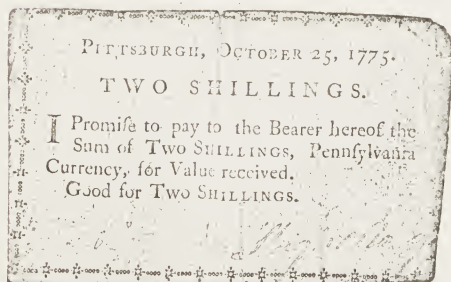 PITTSBURGH, OCTOBER 25, 1775.
TWO SHILLINGS.
I Promiſe to pay to the Bearer hereof the
Sum of TWO SHILLINGS, Pennſylvania
Currency, for Value received.
Good for TWO SHILLINGS.